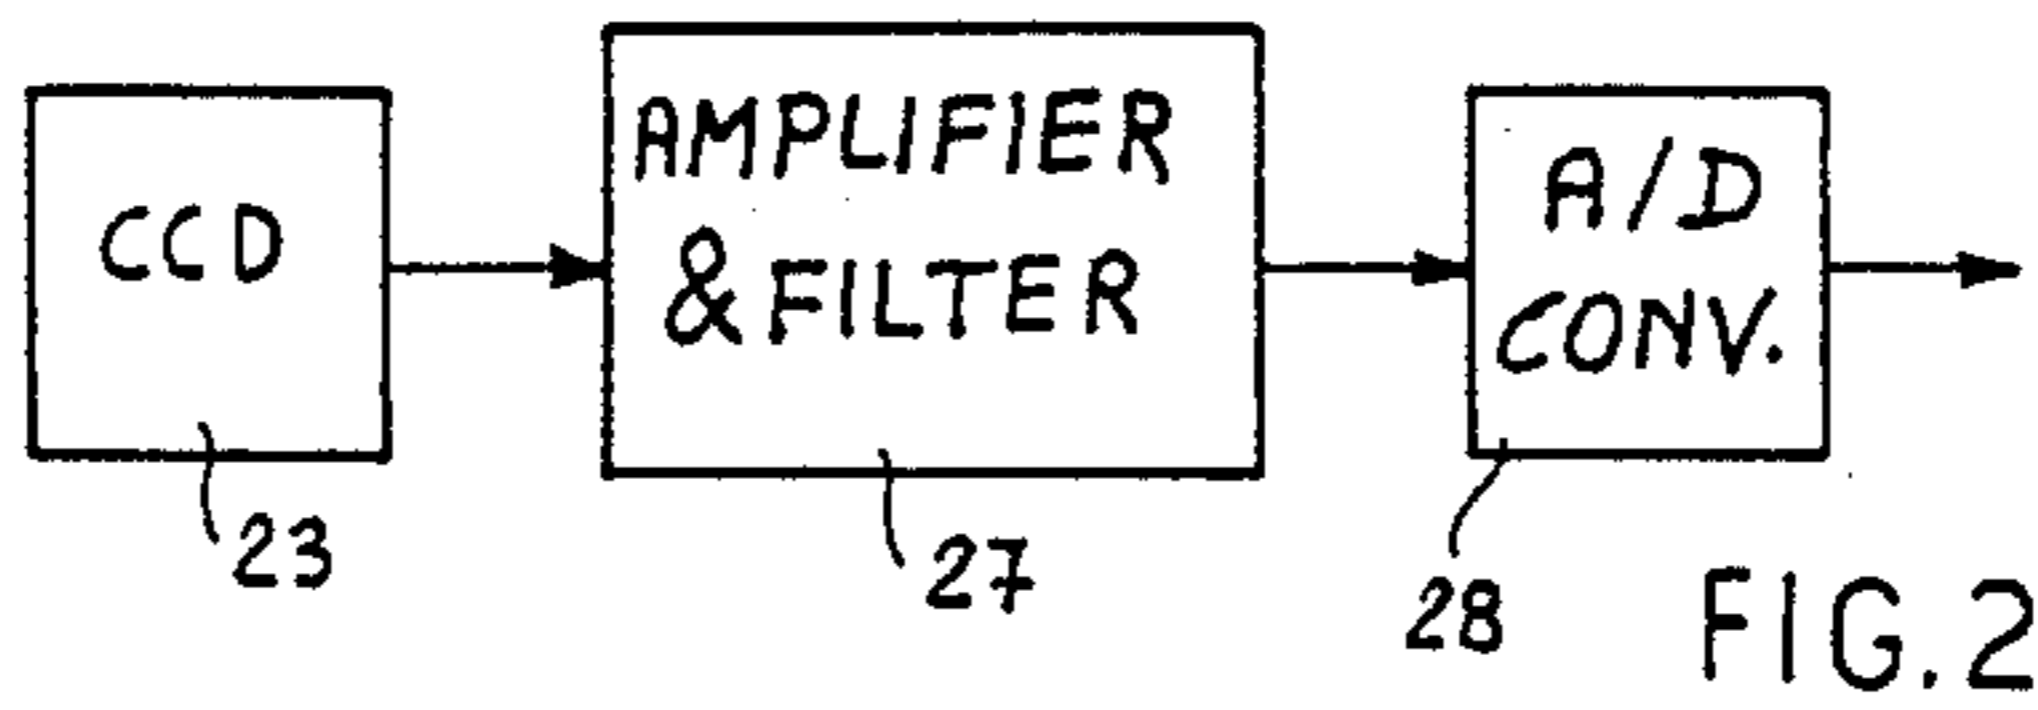 CCD
23
AMPLIFIER
& FILTER
27
A/D
CONV.
28
FIG. 2